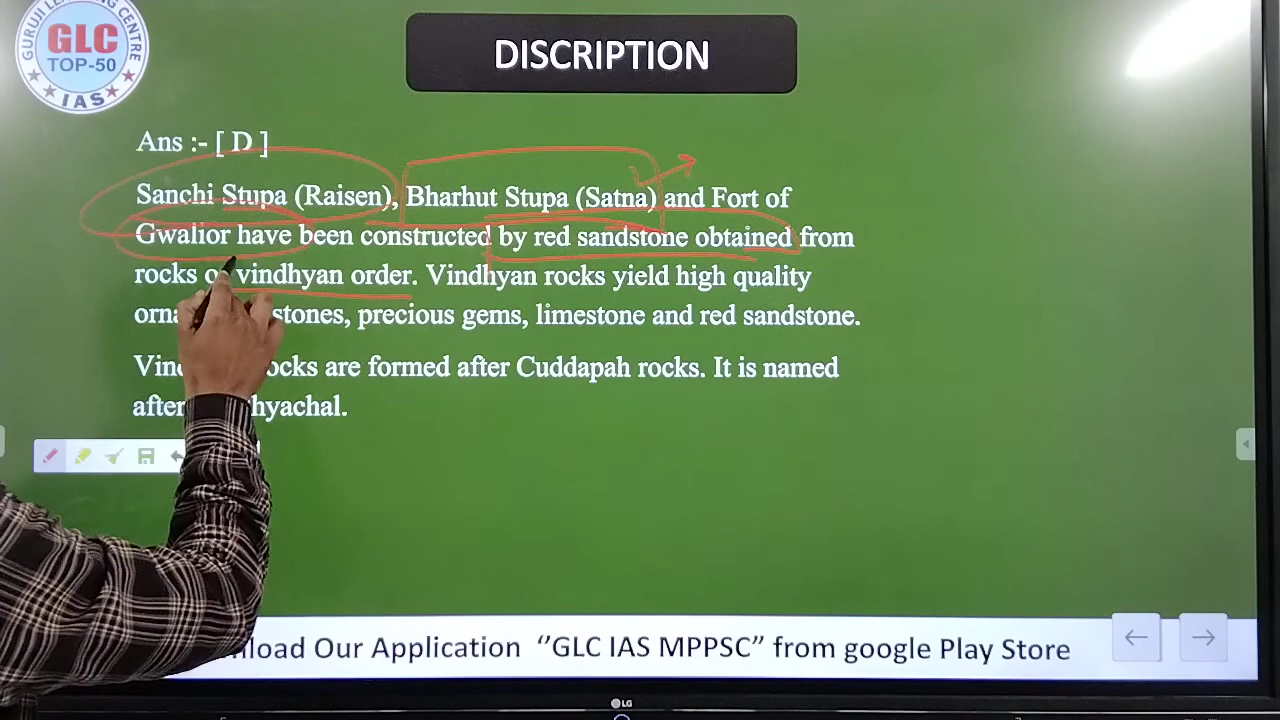 GURUJI CENTRE
GLC
TOP-50
IAS
DISCRIPTION
Ans :- [ D ]
Sanchi Stupa (Raisen), Bharhut Stupa (Satna) and Fort of
Gwalior have been constructed by red sandstone obtained from
rocks vindhyan order. Vindhyan rocks yield high quality
stones, precious gems, limestone and red sandstone.
are formed after Cuddapah rocks. It is named
after
Our Application “GLC IAS MPPSC” from google Play Store
LG